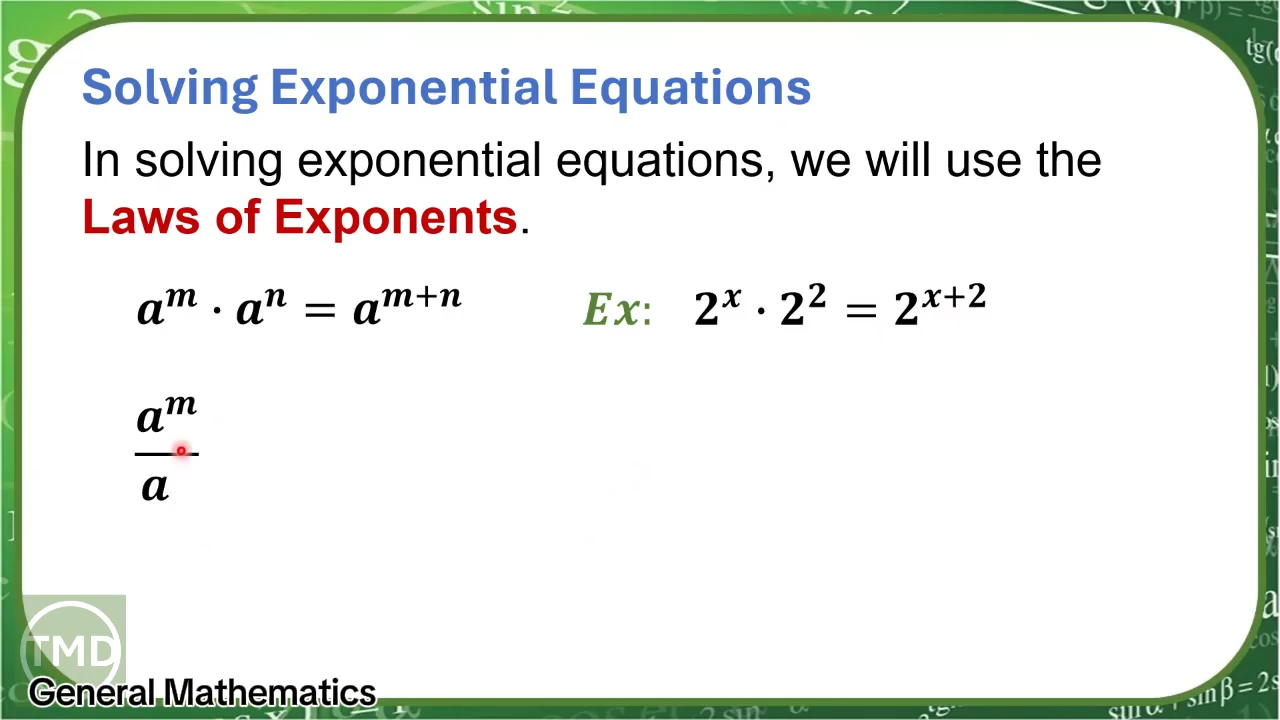 Solving Exponential Equations
In solving exponential equations, we will use the
Laws of Exponents.
a^m · a^n = a^{m+n} Ex: 2^x · 2^2 = 2^{x+2}
a^m
a
TMD
General Mathematics